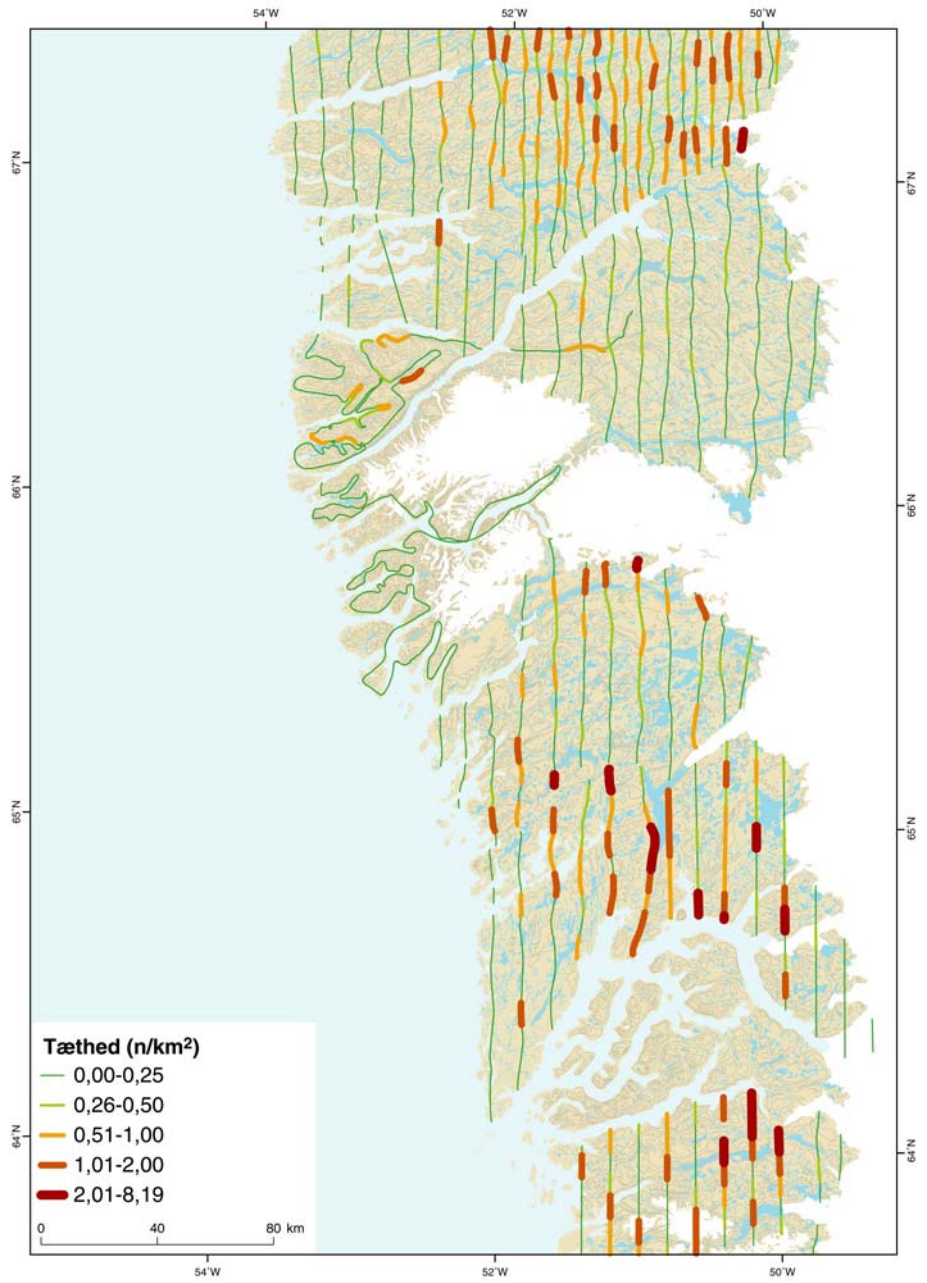 54°W 52°W 50°W
67°N 67°N
66°N 66°N
65°N 65°N
64°N 64°N
Tæthed (n/km²)
0,00-0,25
0,26-0,50
0,51-1,00
1,01-2,00
2,01-8,19
0 40 80 km
54°W 52°W 50°W